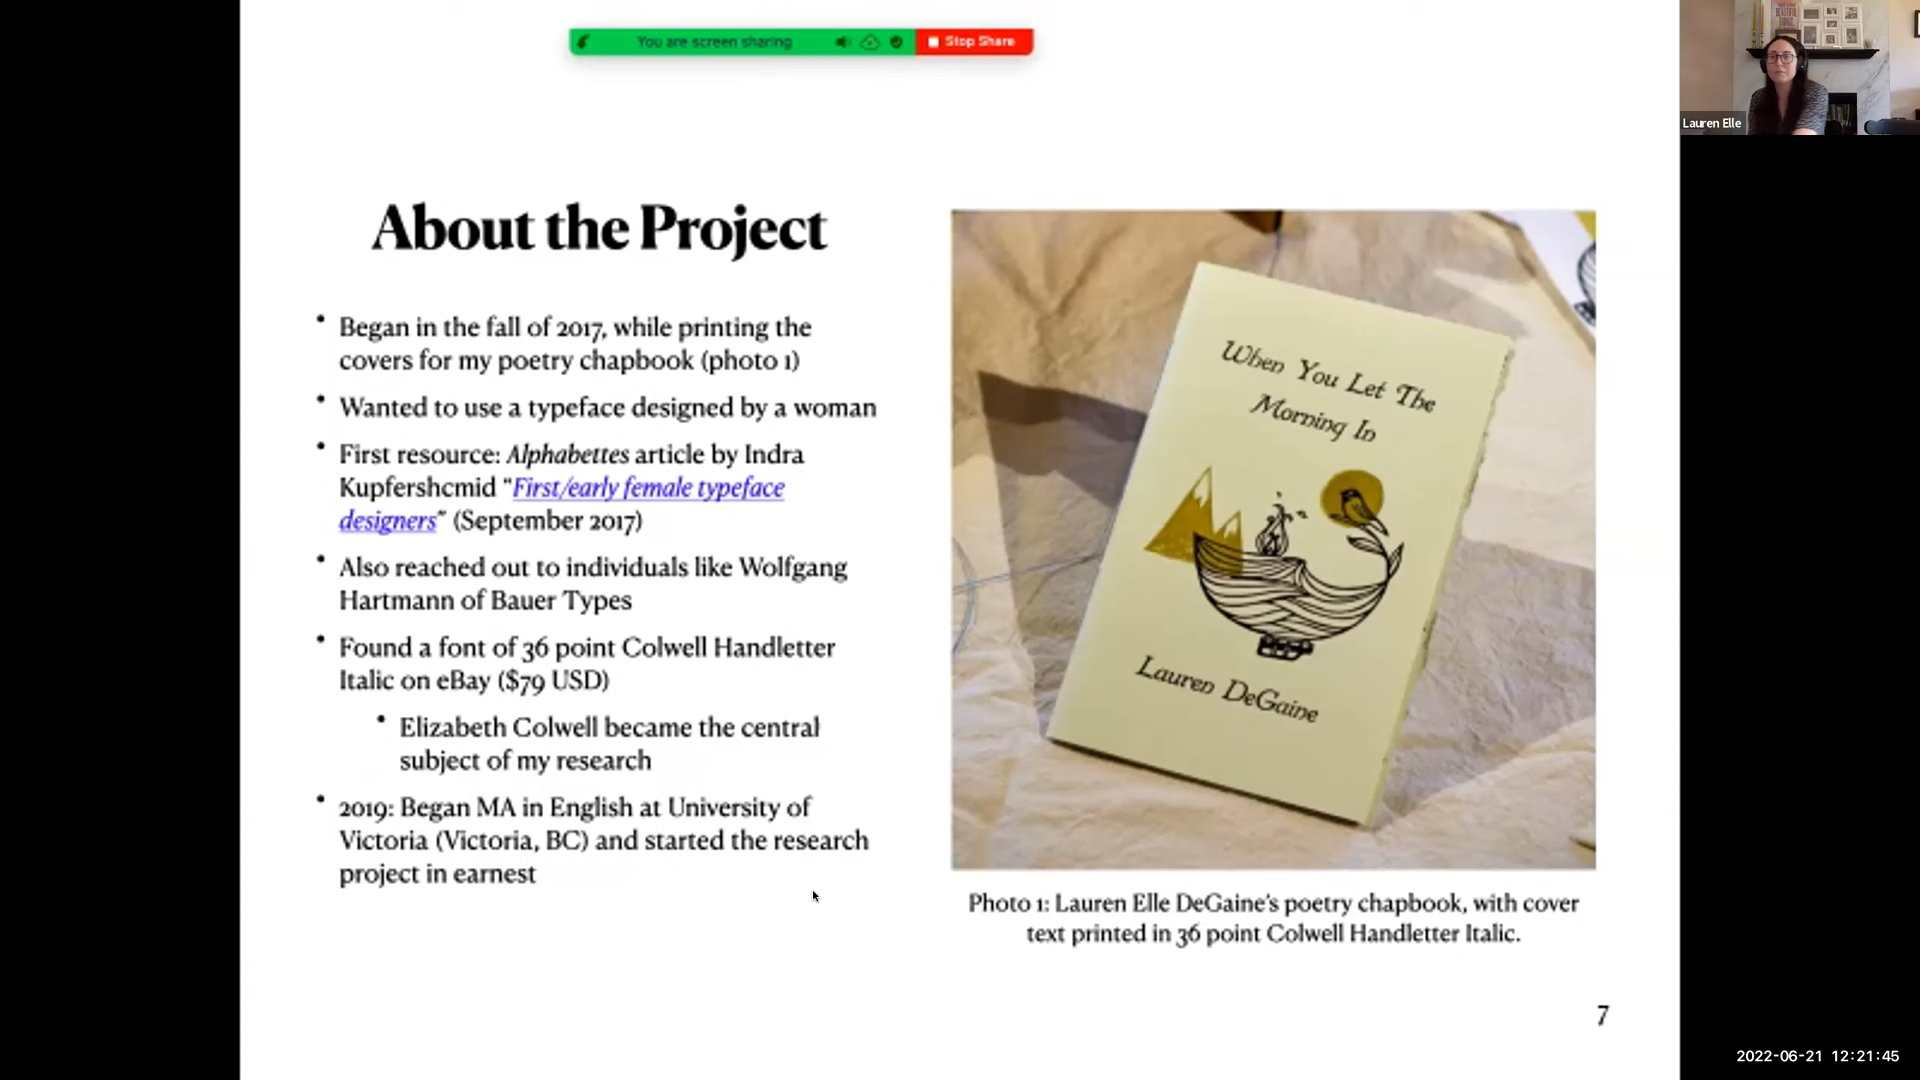 You are screen sharing
Stop Share
Lauren Elle
About the Project
• Began in the fall of 2017, while printing the
covers for my poetry chapbook (photo 1)
• Wanted to use a typeface designed by a woman
• First resource: Alphabettes article by Indra
Kupfershcmid “First/early female typeface
designers” (September 2017)
• Also reached out to individuals like Wolfgang
Hartmann of Bauer Types
• Found a font of 36 point Colwell Handletter
Italic on eBay ($79 USD)
• Elizabeth Colwell became the central
subject of my research
• 2019: Began MA in English at University of
Victoria (Victoria, BC) and started the research
project in earnest
When You Let The
Morning In
Lauren DeGaine
Photo 1: Lauren Elle DeGaine’s poetry chapbook, with cover
text printed in 36 point Colwell Handletter Italic.
7
2022-06-21 12:21:45